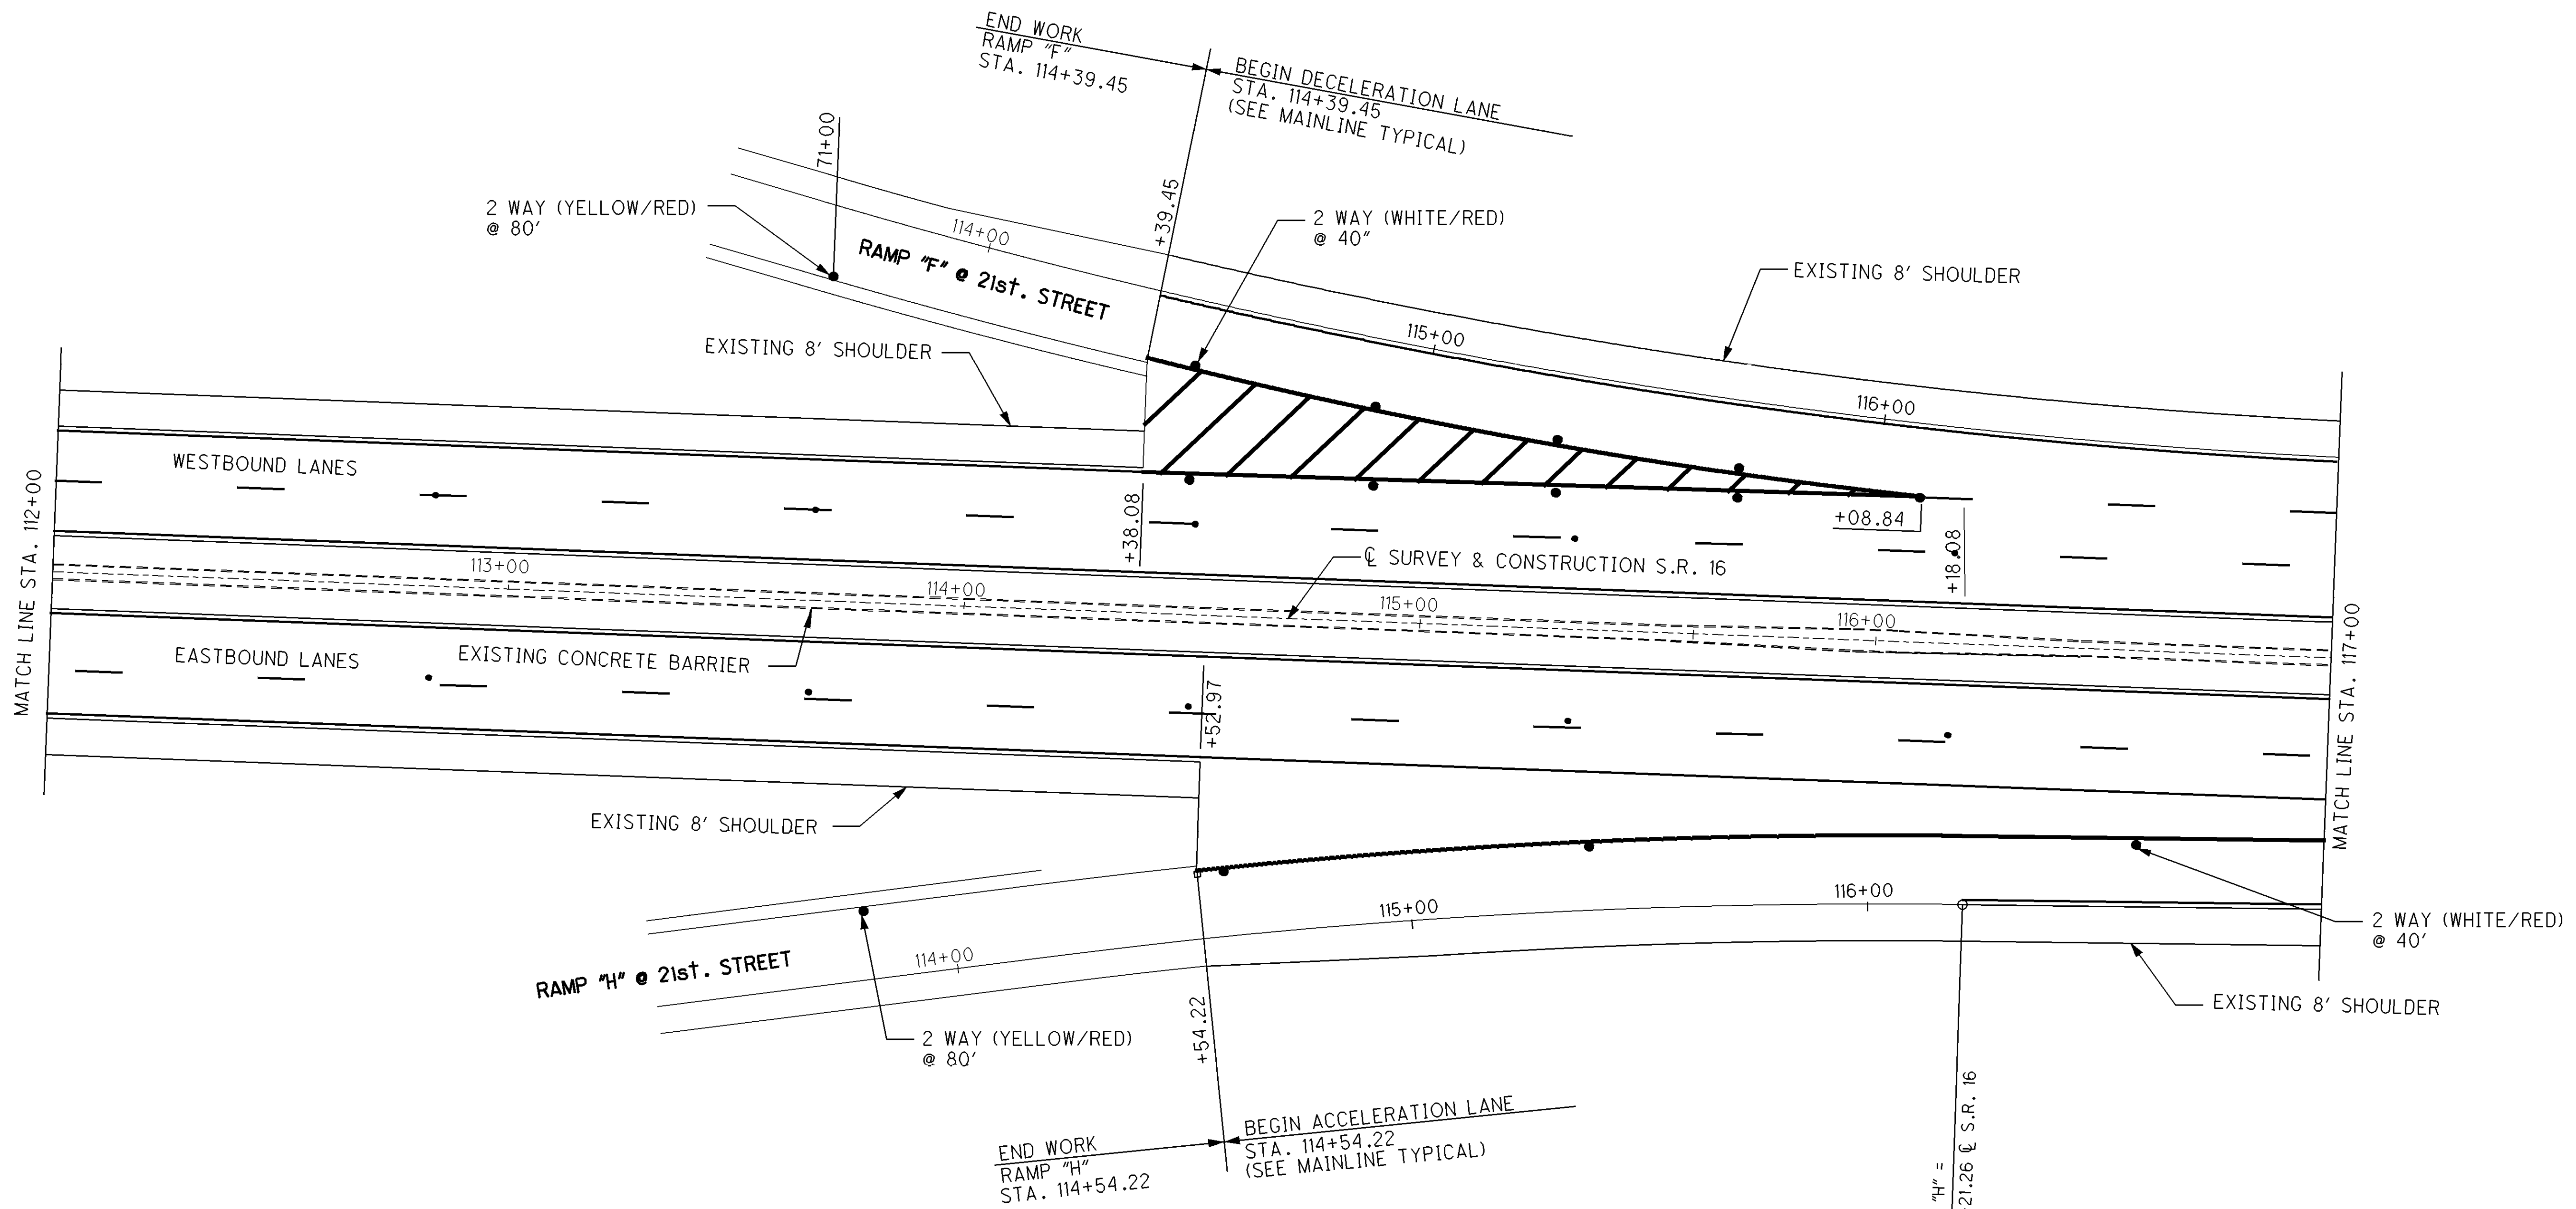 END WORK
RAMP "F"
STA. 114+39.45
BEGIN DECELERATION LANE
STA. 114+39.45
(SEE MAINLINE TYPICAL)
71+00
+39.45
2 WAY (YELLOW/RED)
@ 80'
2 WAY (WHITE/RED)
@ 40"
114+00
RAMP "F" @ 21st. STREET
EXISTING 8' SHOULDER
115+00
EXISTING 8' SHOULDER
116+00
MATCH LINE STA. 112+00
WESTBOUND LANES
+38.08
+08.84
+18.08
℄ SURVEY & CONSTRUCTION S.R. 16
113+00
114+00
115+00
116+00
MATCH LINE STA. 117+00
EASTBOUND LANES
EXISTING CONCRETE BARRIER
+52.97
EXISTING 8' SHOULDER
115+00
116+00
114+00
RAMP "H" @ 21st. STREET
2 WAY (WHITE/RED)
@ 40'
EXISTING 8' SHOULDER
2 WAY (YELLOW/RED)
@ 80'
+54.22
END WORK
RAMP "H"
STA. 114+54.22
BEGIN ACCELERATION LANE
STA. 114+54.22
(SEE MAINLINE TYPICAL)
"H" =
21.26 ℄ S.R. 16